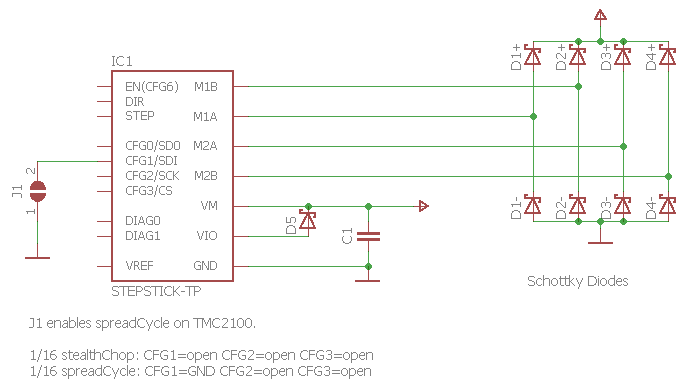 IC1
EN(CFG6)
DIR
STEP
CFG0/SD0
CFG1/SDI
CFG2/SCK
CFG3/CS
DIAG0
DIAG1
VREF
M1B
M1A
M2A
M2B
VM
VIO
GND
STEPSTICK-TP
J1
2
1
D5
C1
D1+
D2+
D3+
D4+
D1-
D2-
D3-
D4-
Schottky Diodes
J1 enables spreadCycle on TMC2100.
1/16 stealthChop: CFG1=open CFG2=open CFG3=open
1/16 spreadCycle: CFG1=GND CFG2=open CFG3=open